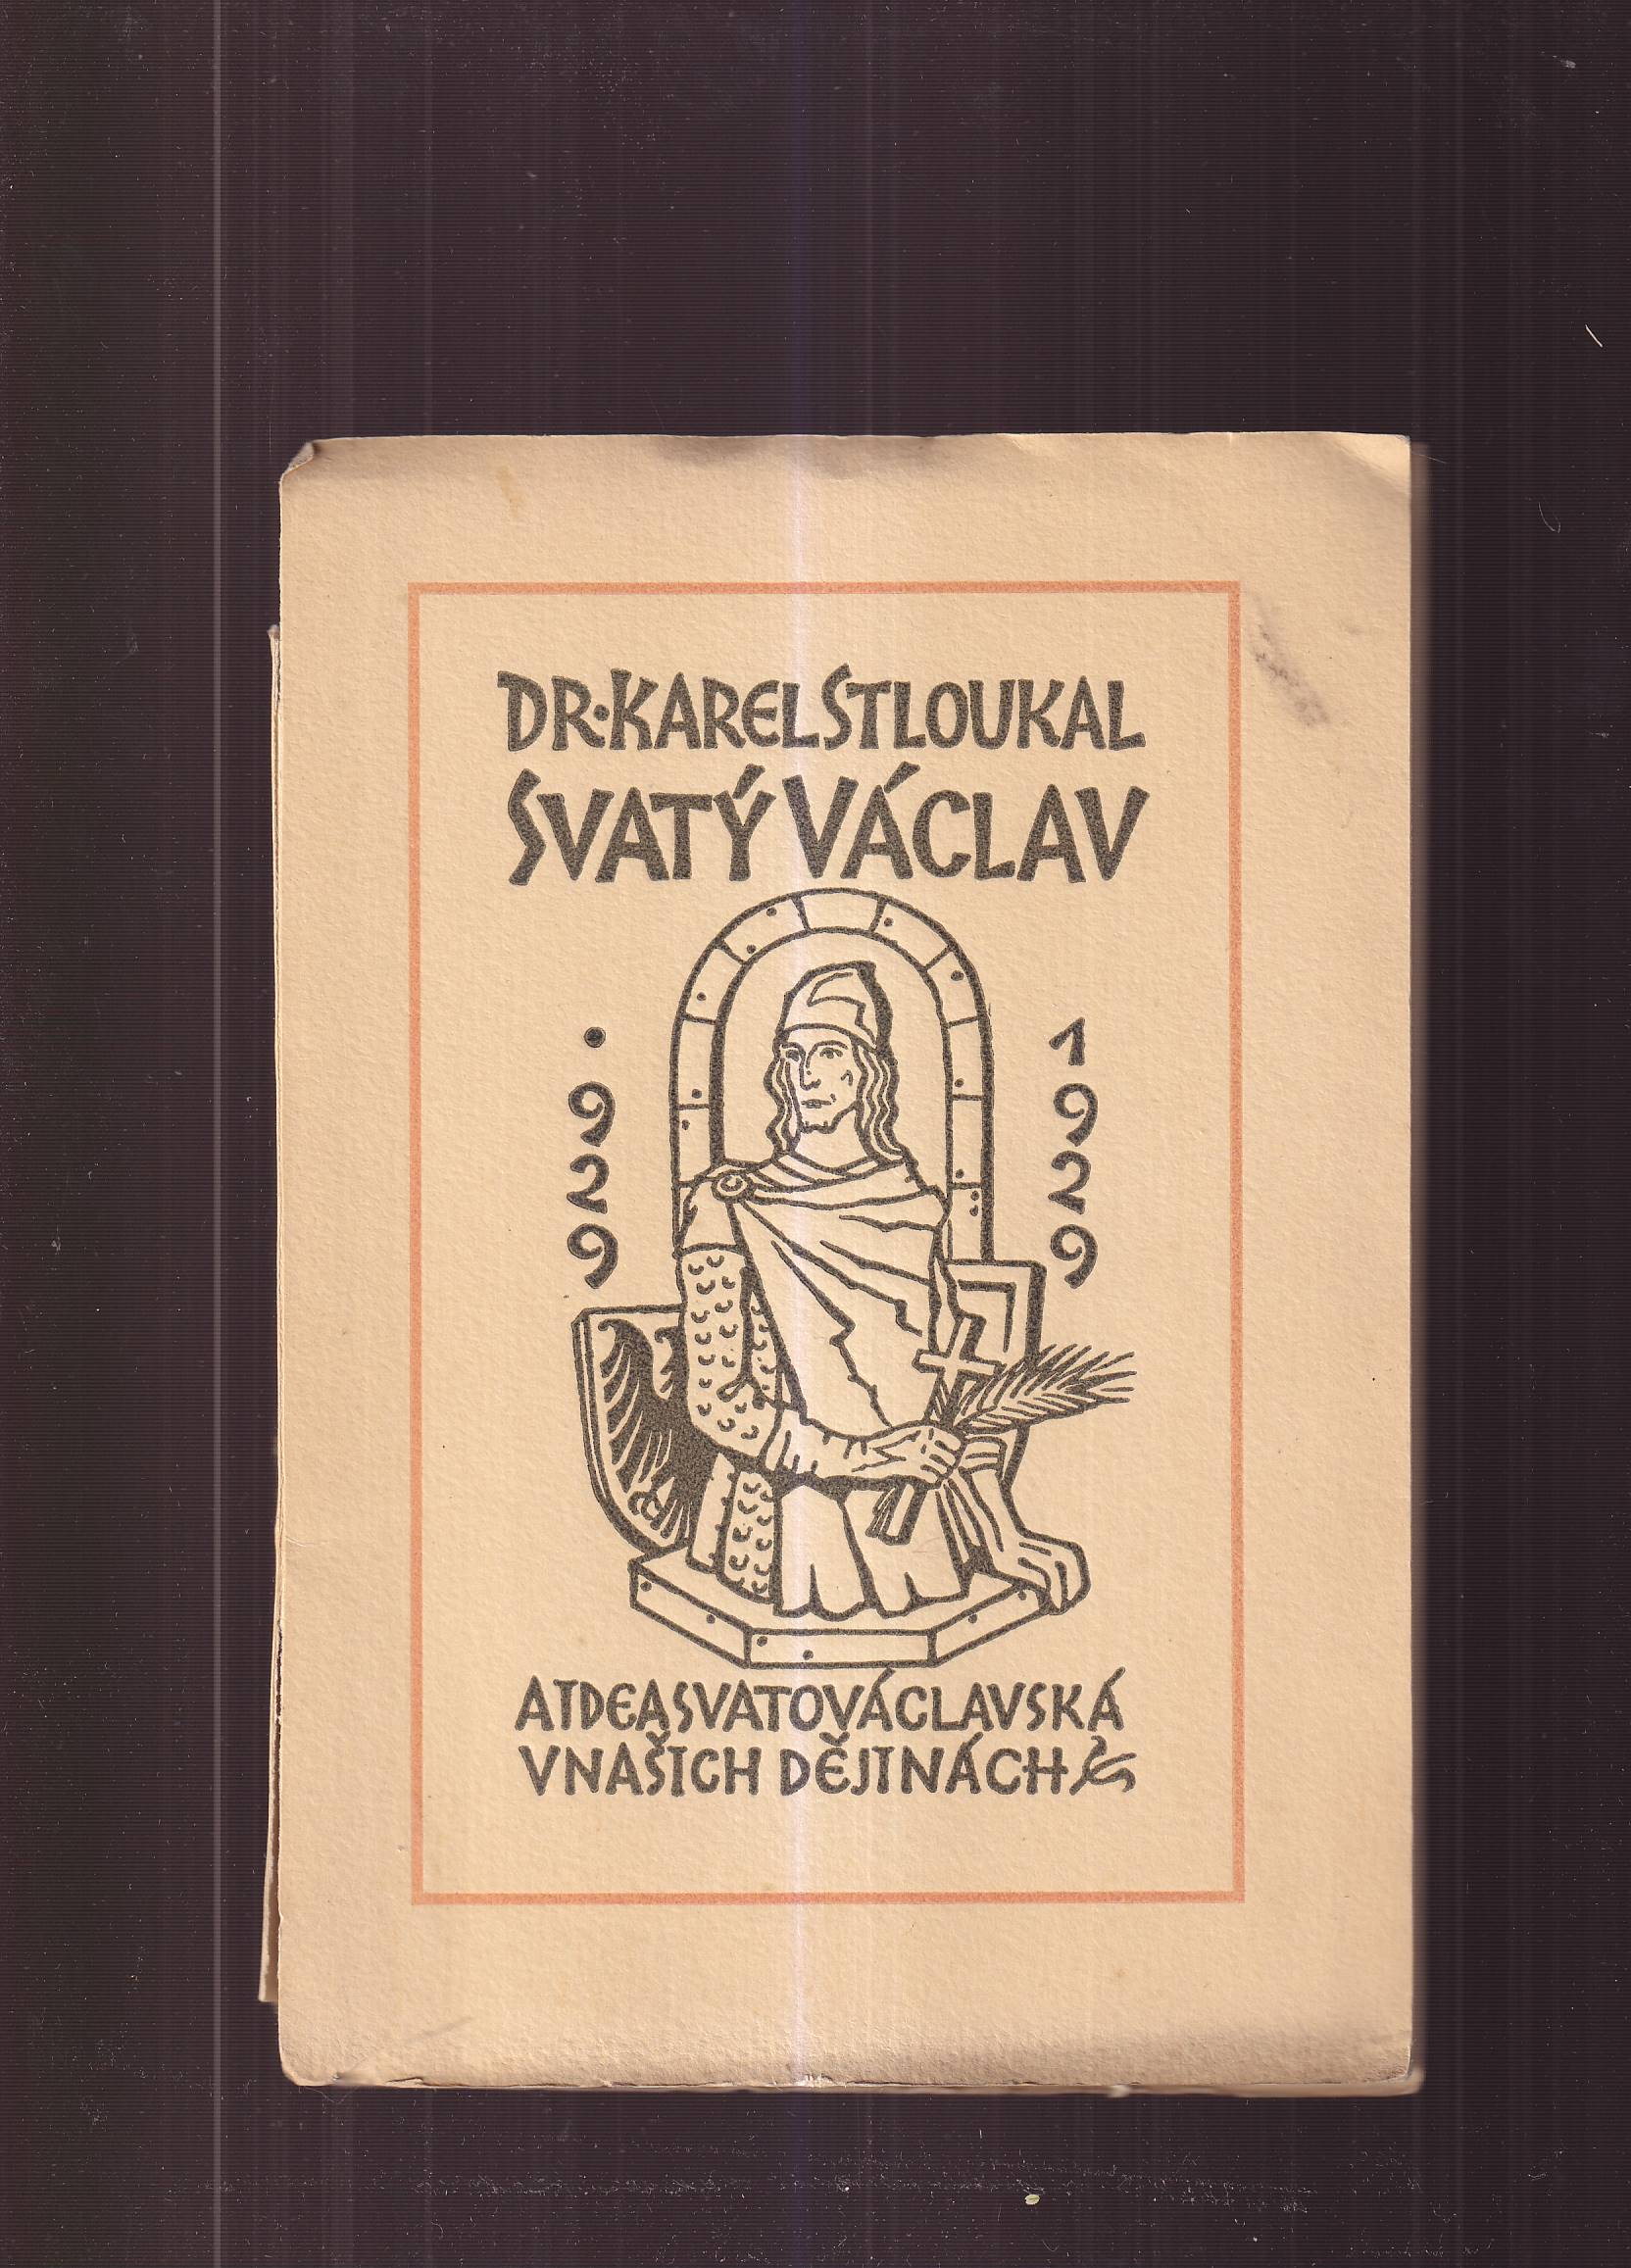 DR·KAREL STLOUKAL
SVATÝ VÁCLAV
·929
1929
A IDEA SVATOVÁCLAVSKÁ
V NAŠICH DĚJINÁCH